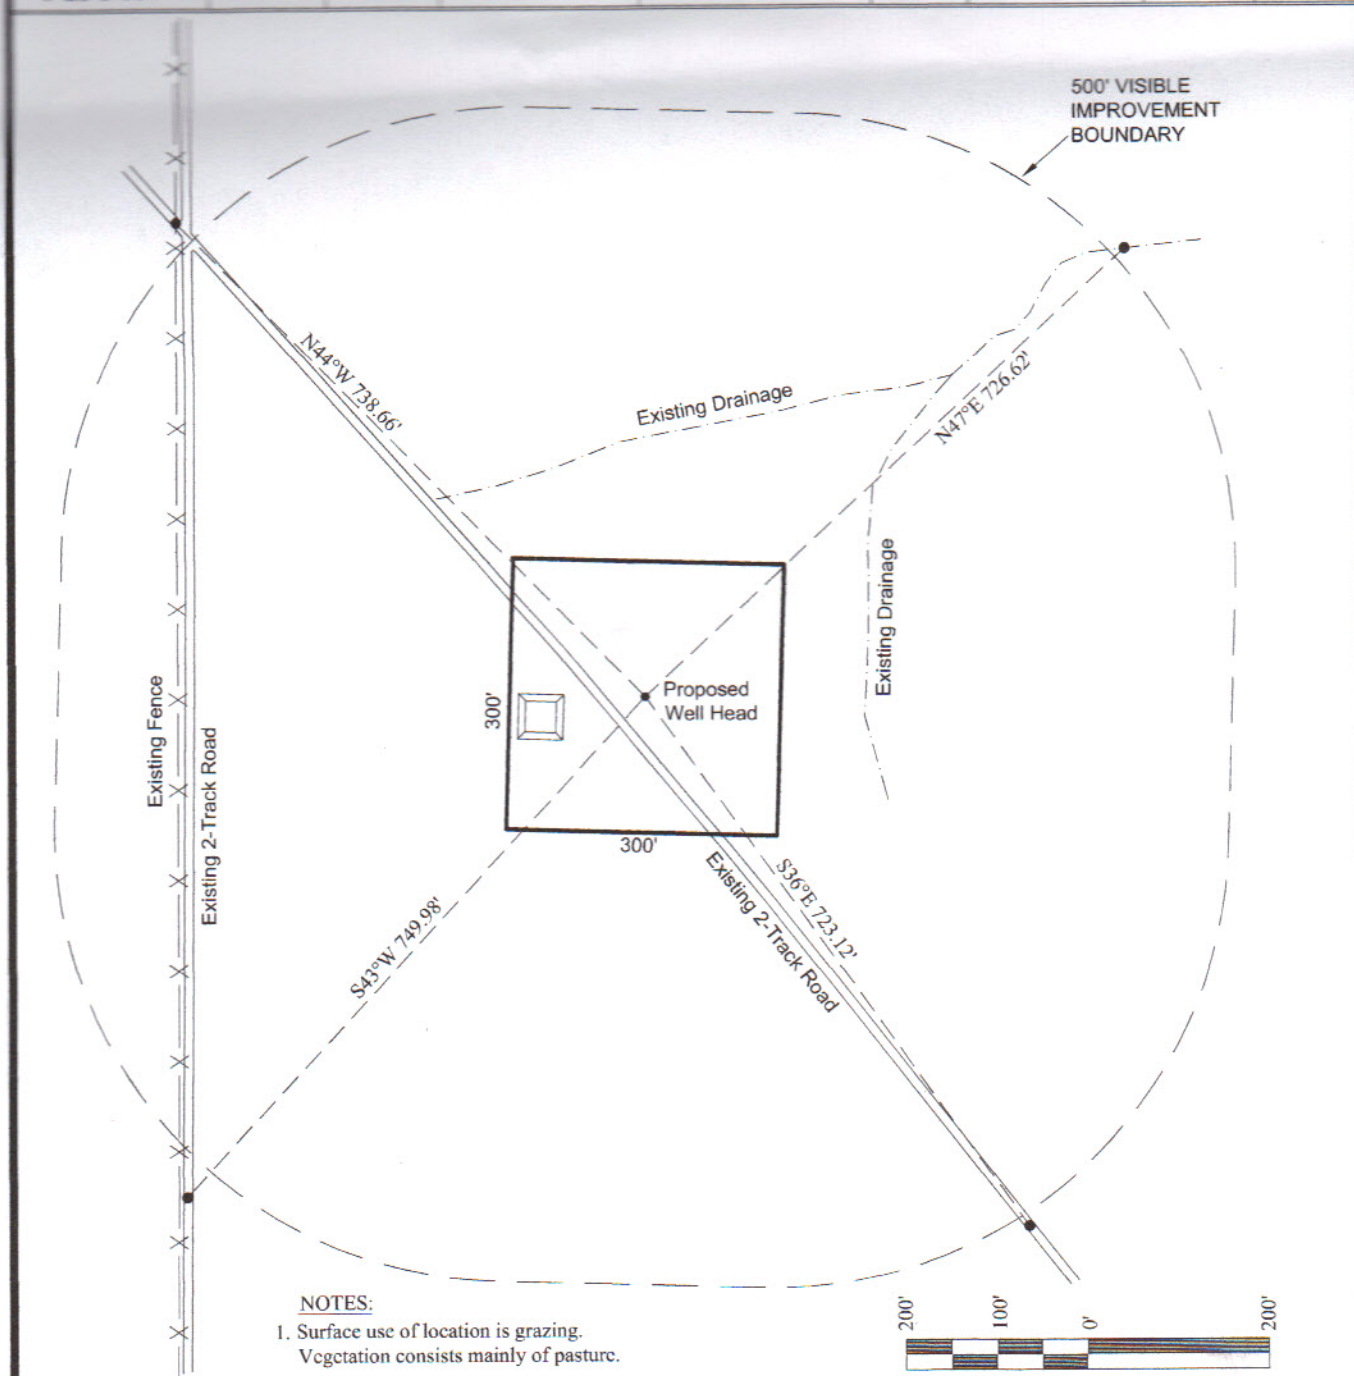 500' VISIBLE
IMPROVEMENT
BOUNDARY
N44°W 738.66'
Existing Drainage
N47°E 726.62'
Existing Drainage
Proposed
Well Head
300'
300'
Existing Fence
Existing 2-Track Road
S43°W 749.98'
S36°E 723.12'
Existing 2-Track Road
NOTES:
1. Surface use of location is grazing.
Vegetation consists mainly of pasture.
200'
100'
0'
200'